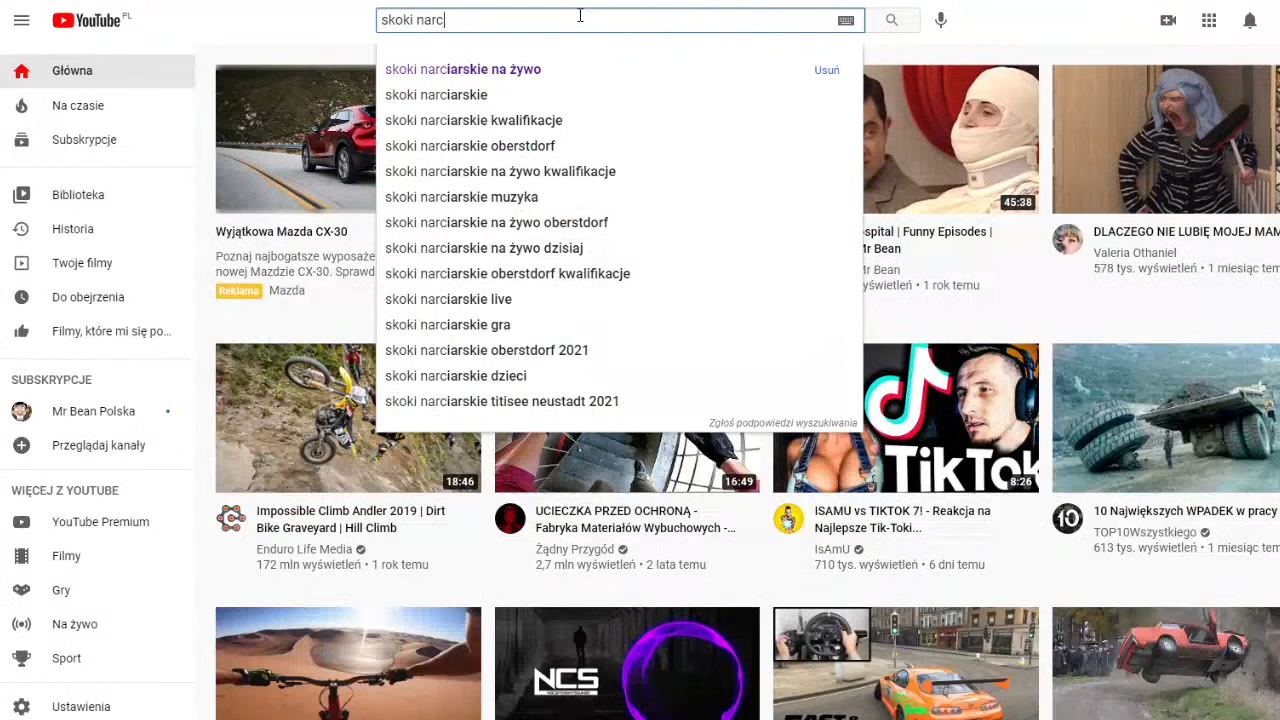 YouTube PL
skoki narc
skoki narciarskie na żywo
Usuń
skoki narciarskie
skoki narciarskie kwalifikacje
skoki narciarskie oberstdorf
skoki narciarskie na żywo kwalifikacje
skoki narciarskie muzyka
skoki narciarskie na żywo oberstdorf
skoki narciarskie na żywo dzisiaj
skoki narciarskie oberstdorf kwalifikacje
skoki narciarskie live
skoki narciarskie gra
skoki narciarskie oberstdorf 2021
skoki narciarskie dzieci
skoki narciarskie titisee neustadt 2021
Zgłoś podpowiedzi wyszukiwania
Główna
Na czasie
Subskrypcje
Biblioteka
Historia
Twoje filmy
Do obejrzenia
Filmy, które mi się po...
SUBSKRYPCJE
Mr Bean Polska
Przeglądaj kanały
WIĘCEJ Z YOUTUBE
YouTube Premium
Filmy
Gry
Na żywo
Sport
Ustawienia
Wyjątkowa Mazda CX-30
Poznaj najbogatsze wyposaże
nowej Mazdzie CX-30. Sprawd
Reklama Mazda
45:38
ospital | Funny Episodes |
Mr Bean
Mr Bean
wyświetleń • 1 rok temu
DLACZEGO NIE LUBIĘ MOJEJ MAM
Valeria Othaniel
578 tys. wyświetleń • 1 miesiąc tem
18:46
Impossible Climb Andler 2019 | Dirt
Bike Graveyard | Hill Climb
Enduro Life Media
172 mln wyświetleń • 1 rok temu
16:49
UCIECZKA PRZED OCHRONĄ -
Fabryka Materiałów Wybuchowych -...
Żądny Przygód
2,7 mln wyświetleń • 2 lata temu
TikTok
8:26
ISAMU vs TIKTOK 7! - Reakcja na
Najlepsze Tik-Toki...
IsAmU
710 tys. wyświetleń • 6 dni temu
10
10 Największych WPADEK w pracy
TOP10Wszystkiego
613 tys. wyświetleń • 1 miesiąc tem
NCS